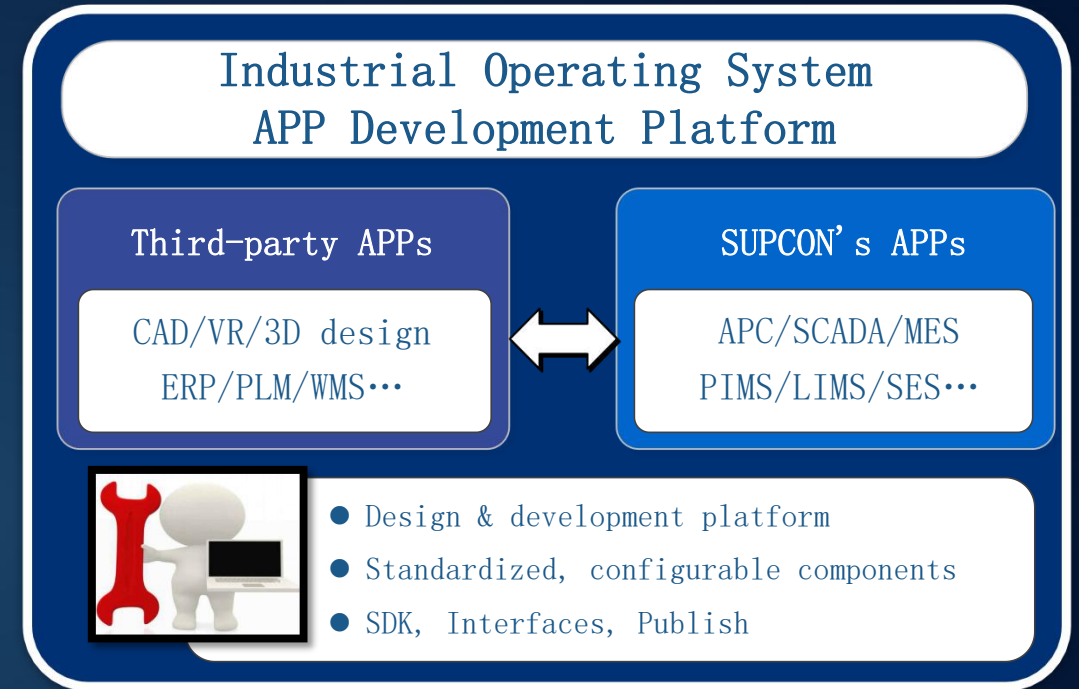 Industrial Operating System
APP Development Platform
Third-party APPs
CAD/VR/3D design
ERP/PLM/WMS···
SUPCON's APPs
APC/SCADA/MES
PIMS/LIMS/SES···
● Design & development platform
● Standardized, configurable components
● SDK, Interfaces, Publish